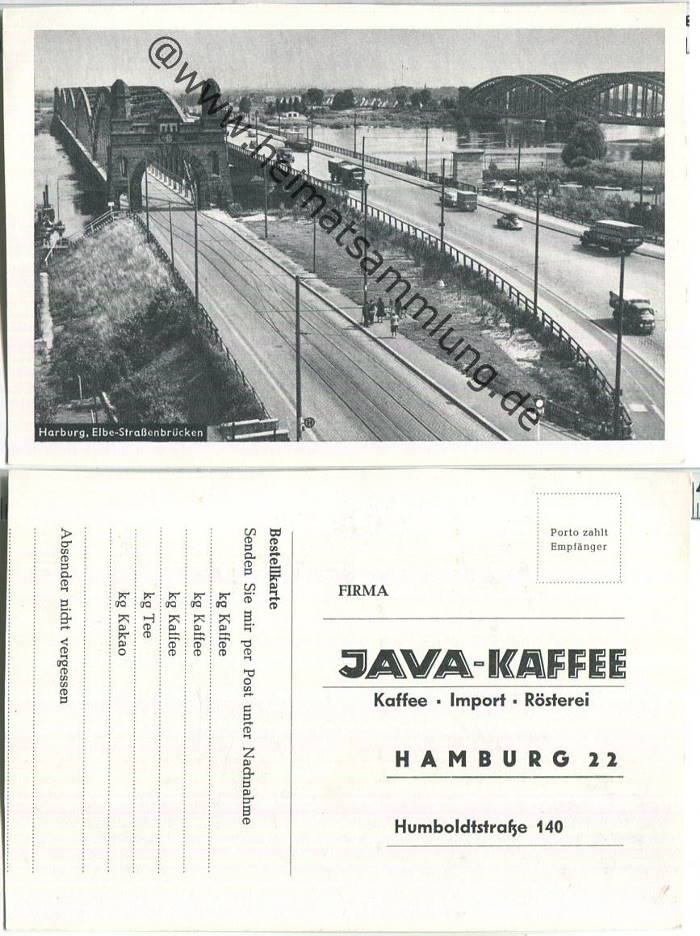 @www.heimatsammlung.de
Harburg, Elbe-Straßenbrücken
Porto zahlt
Empfänger
FIRMA
JAVA-KAFFEE
Kaffee · Import · Rösterei
HAMBURG 22
Humboldtstraße 140
Bestellkarte
Senden Sie mir per Post unter Nachnahme
kg Kaffee
kg Kaffee
kg Kaffee
kg Tee
kg Kakao
Absender nicht vergessen